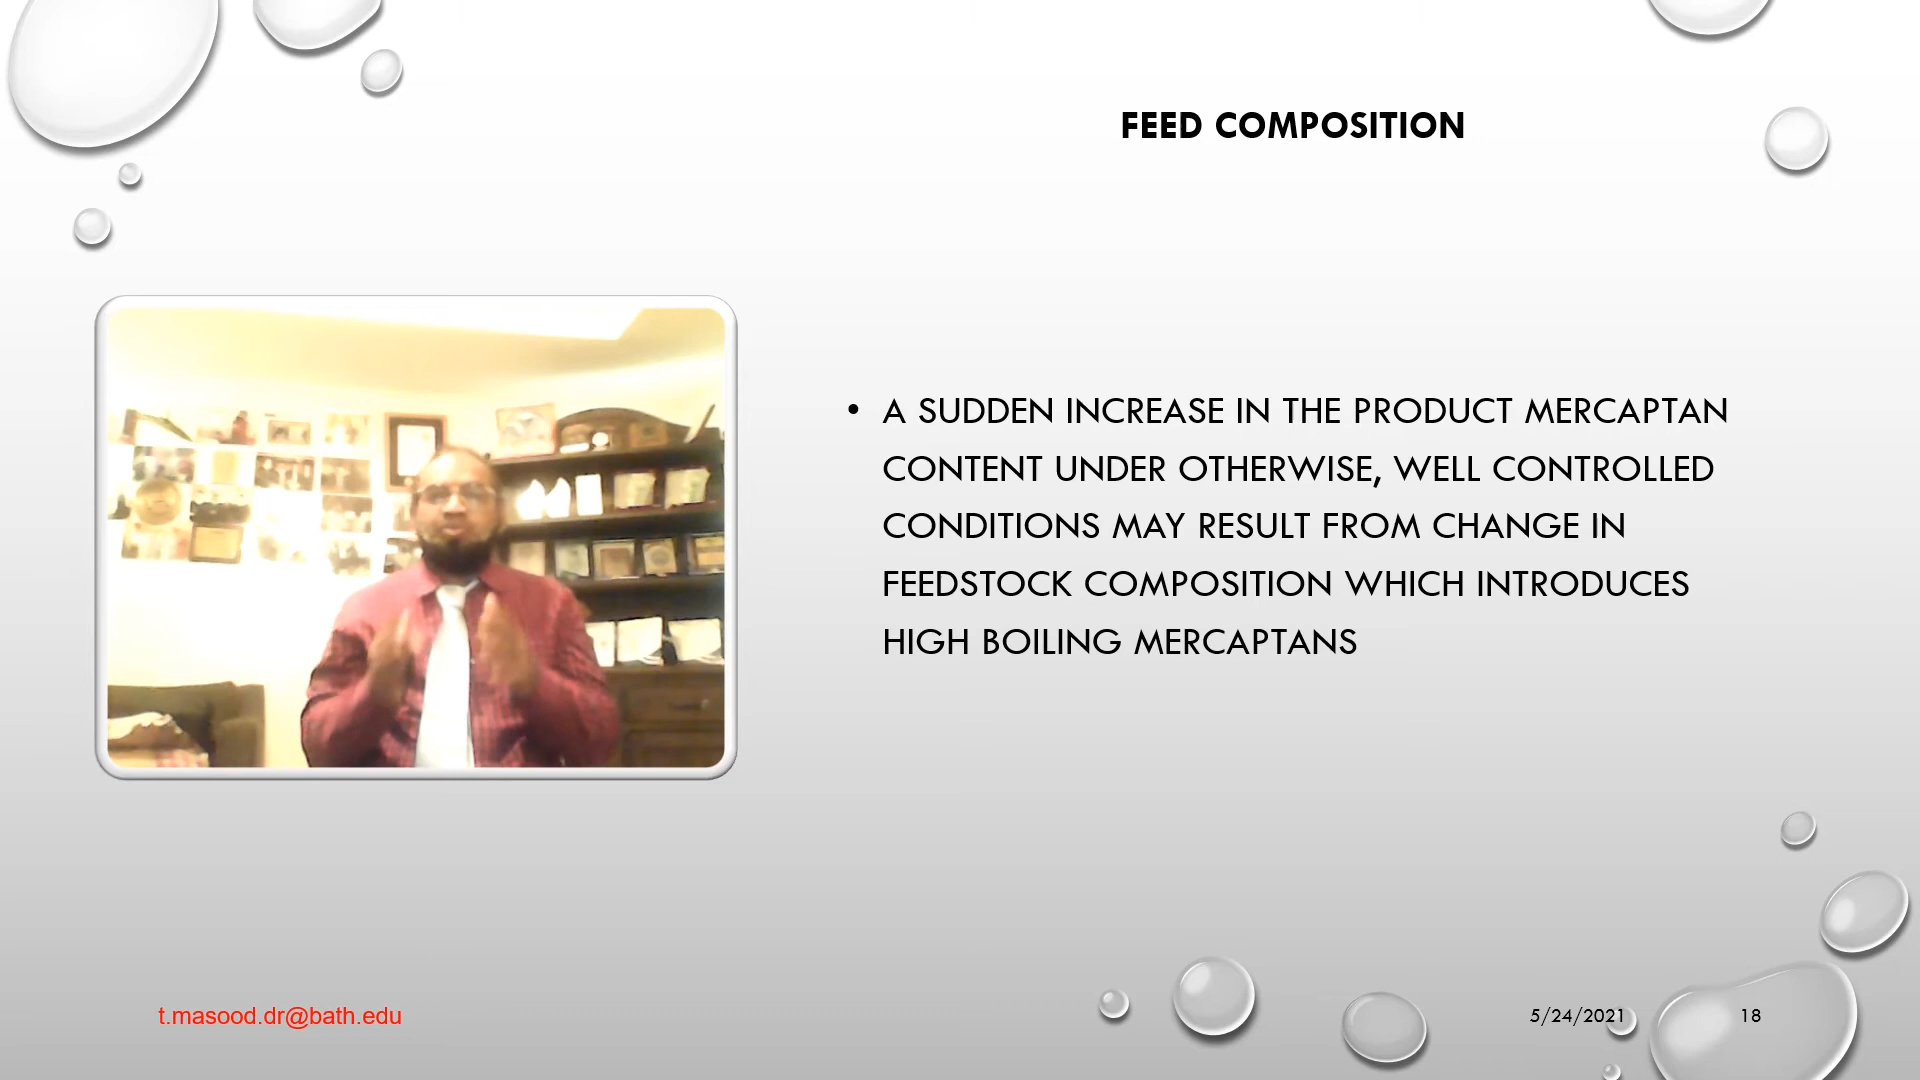 FEED COMPOSITION
• A SUDDEN INCREASE IN THE PRODUCT MERCAPTAN
CONTENT UNDER OTHERWISE, WELL CONTROLLED
CONDITIONS MAY RESULT FROM CHANGE IN
FEEDSTOCK COMPOSITION WHICH INTRODUCES
HIGH BOILING MERCAPTANS
t.masood.dr@bath.edu
5/24/2021
18